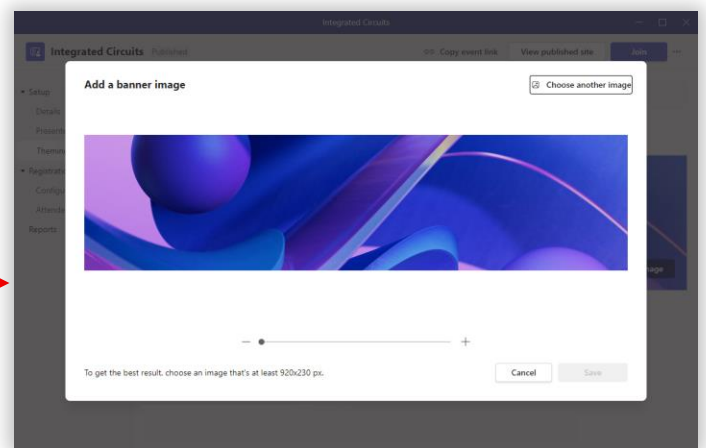 Integrated Circuits
Integrated Circuits Published
Copy event link
View published site
Join
Add a banner image
Choose another image
Setup
Details
Registration
Reports
To get the best result, choose an image that's at least 920x230 px.
Cancel
Save